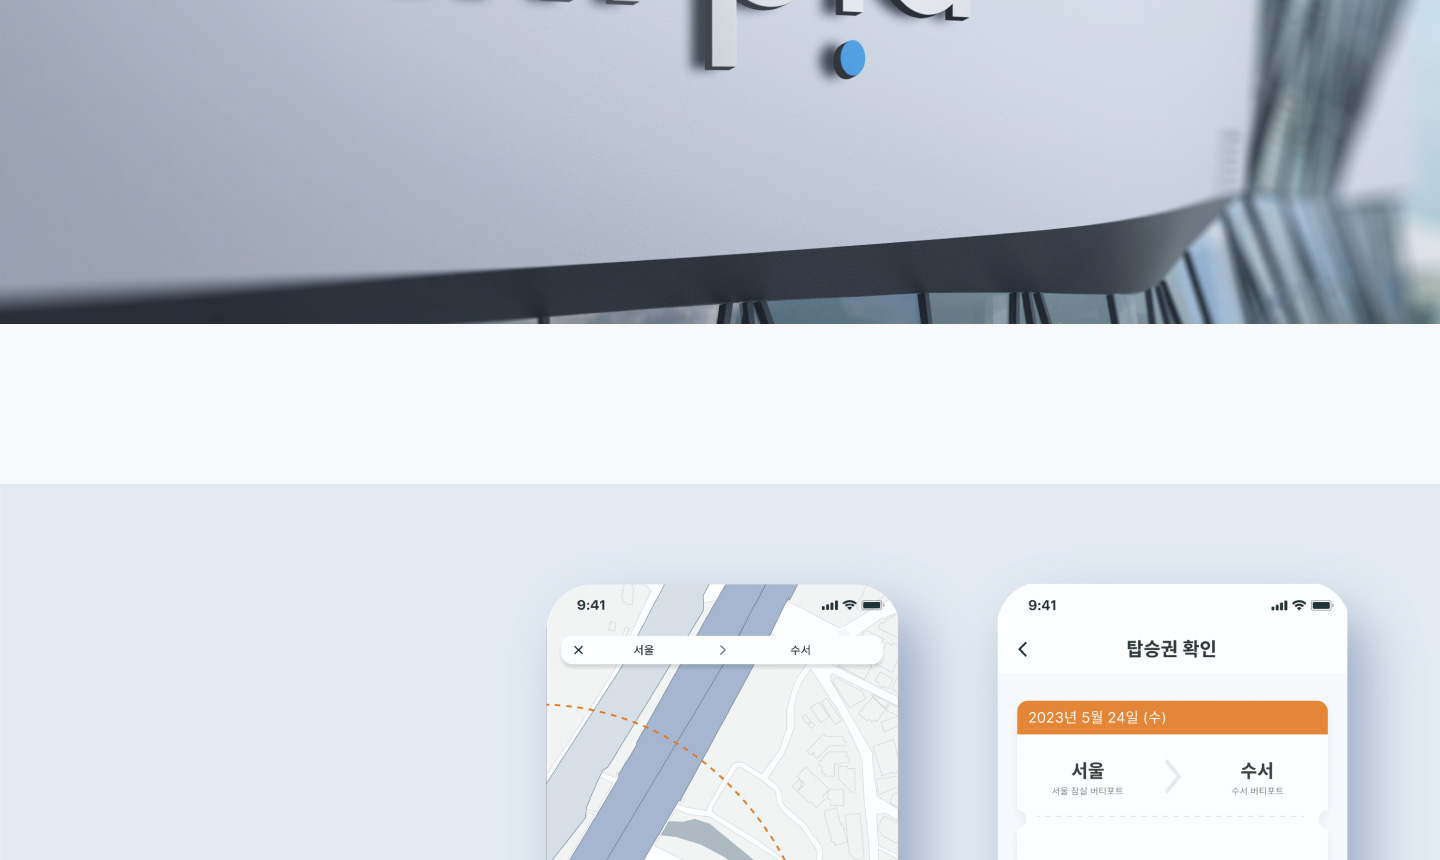 9:41
서울
수서
9:41
탑승권 확인
2023년 5월 24일 (수)
서울
수서
서울 잠실 버티포트
수서 버티포트